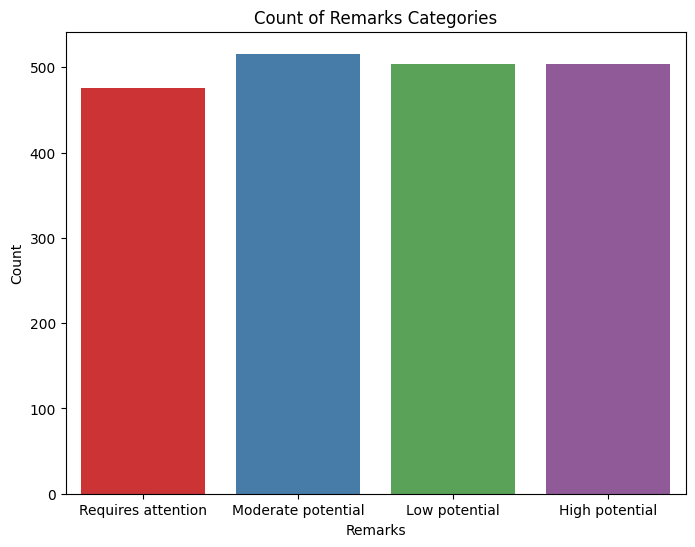 Count of Remarks Categories
Count
500
400
300
200
100
0
Requires attention
Moderate potential
Low potential
High potential
Remarks